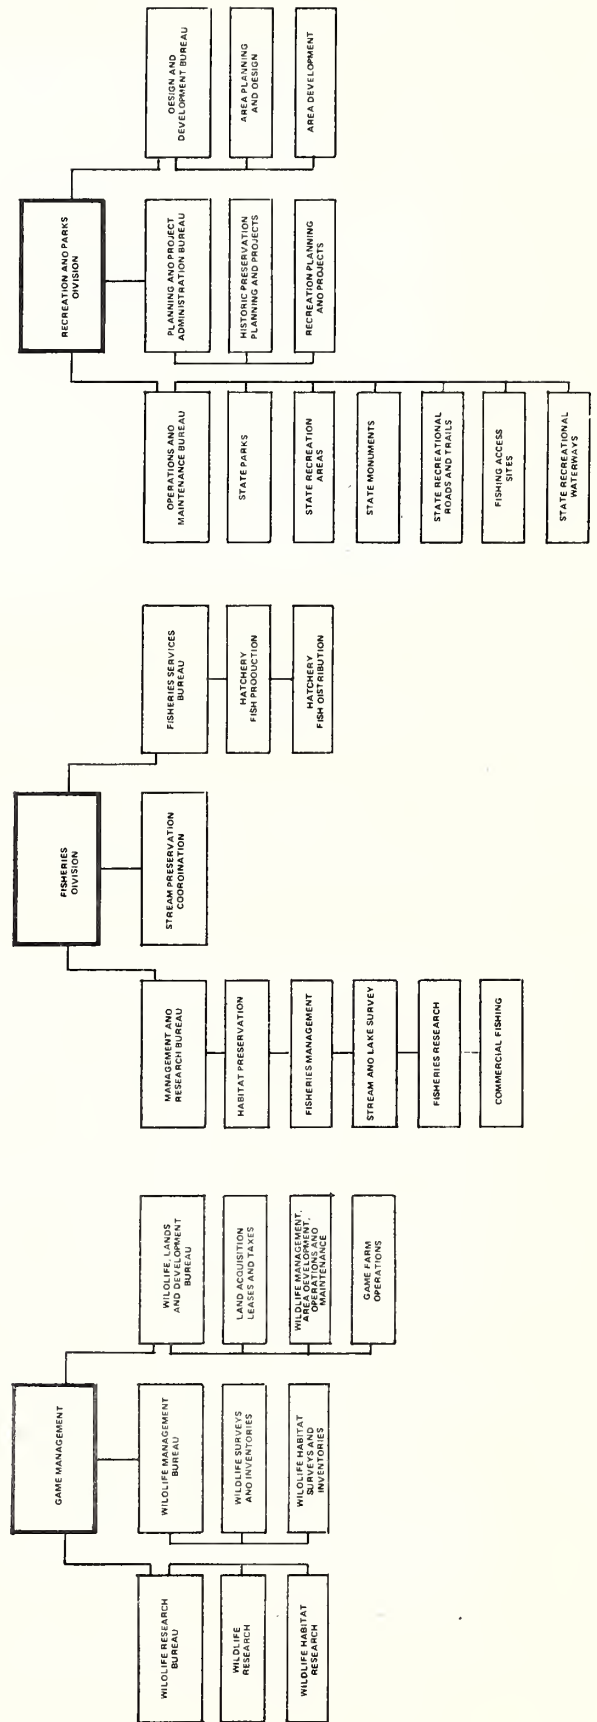 GAME MANAGEMENT
WILDLIFE RESEARCH
BUREAU
WILDLIFE
RESEARCH
WILDLIFE HABITAT
RESEARCH
WILDLIFE MANAGEMENT
BUREAU
WILDLIFE SURVEYS
AND INVENTORIES
WILDLIFE HABITAT
SURVEYS AND
INVENTORIES
WILDLIFE, LANDS
AND DEVELOPMENT
BUREAU
LAND ACQUISITION
LEASES AND TAXES
WILDLIFE MANAGEMENT,
AREA DEVELOPMENT,
OPERATIONS AND
MAINTENANCE
GAME FARM
OPERATIONS
FISHERIES
DIVISION
MANAGEMENT AND
RESEARCH BUREAU
HABITAT PRESERVATION
FISHERIES MANAGEMENT
STREAM AND LAKE SURVEY
FISHERIES RESEARCH
COMMERCIAL FISHING
STREAM PRESERVATION
COORDINATION
FISHERIES SERVICES
BUREAU
HATCHERY
FISH PRODUCTION
HATCHERY
FISH DISTRIBUTION
RECREATION AND PARKS
DIVISION
OPERATIONS AND
MAINTENANCE BUREAU
STATE PARKS
STATE RECREATION
AREAS
STATE MONUMENTS
STATE RECREATIONAL
ROADS AND TRAILS
FISHING ACCESS
SITES
STATE RECREATIONAL
WATERWAYS
PLANNING AND PROJECT
ADMINISTRATION BUREAU
HISTORIC PRESERVATION
PLANNING AND PROJECTS
RECREATION PLANNING
AND PROJECTS
DESIGN AND
DEVELOPMENT BUREAU
AREA PLANNING
AND DESIGN
AREA DEVELOPMENT